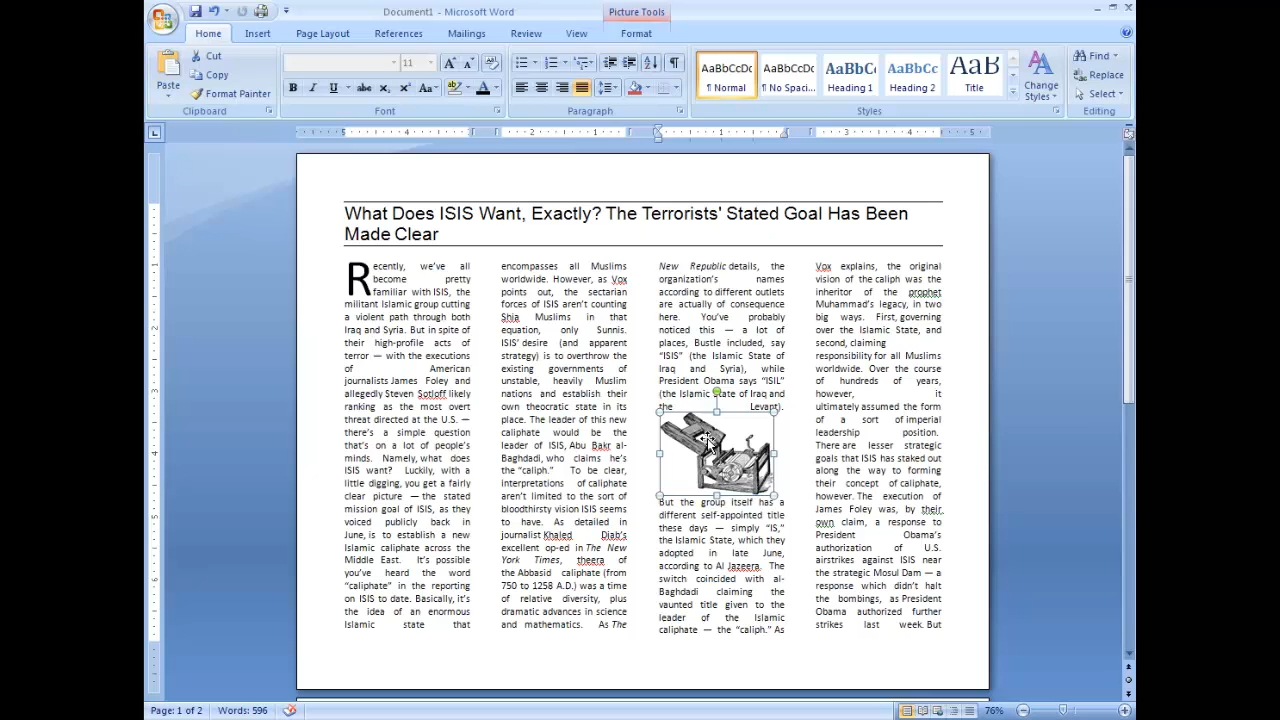 Document1 - Microsoft Word
Picture Tools
Home
Insert
Page Layout
References
Mailings
Review
View
Format
Paste
Cut
Copy
Format Painter
Clipboard
11
Font
Paragraph
AaBbCcDc
¶ Normal
AaBbCcDc
¶ No Spaci...
AaBbCc
Heading 1
AaBbCc
Heading 2
AaB
Title
Change
Styles
Styles
Find
Replace
Select
Editing
What Does ISIS Want, Exactly? The Terrorists' Stated Goal Has Been
Made Clear
Recently, we've all
become pretty
familiar with ISIS, the
militant Islamic group cutting
a violent path through both
Iraq and Syria. But in spite of
their high-profile acts of
terror — with the executions
of American
journalists James Foley and
allegedly Steven Sotloff likely
ranking as the most overt
threat directed at the U.S. —
there's a simple question
that's on a lot of people's
minds. Namely, what does
ISIS want? Luckily, with a
little digging, you get a fairly
clear picture — the stated
mission goal of ISIS, as they
voiced publicly back in
June, is to establish a new
Islamic caliphate across the
Middle East. It's possible
you've heard the word
“caliphate” in the reporting
on ISIS to date. Basically, it's
the idea of an enormous
Islamic state that
encompasses all Muslims
worldwide. However, as Vox
points out, the sectarian
forces of ISIS aren't counting
Shia Muslims in that
equation, only Sunnis.
ISIS' desire (and apparent
strategy) is to overthrow the
existing governments of
unstable, heavily Muslim
nations and establish their
own theocratic state in its
place. The leader of this new
caliphate would be the
leader of ISIS, Abu Bakr al-
Baghdadi, who claims he's
the “caliph.” To be clear,
interpretations of caliphate
aren't limited to the sort of
bloodthirsty vision ISIS seems
to have. As detailed in
journalist Khaled Diab's
excellent op-ed in The New
York Times, theera of
the Abbasid caliphate (from
750 to 1258 A.D.) was a time
of relative diversity, plus
dramatic advances in science
and mathematics. As The
New Republic details, the
organization's names
according to different outlets
are actually of consequence
here. You've probably
noticed this — a lot of
places, Bustle included, say
“ISIS” (the Islamic State of
Iraq and Syria), while
President Obama says “ISIL”
(the Islamic State of Iraq and
the Levant).
But the group itself has a
different self-appointed title
these days — simply “IS,”
the Islamic State, which they
adopted in late June,
according to Al Jazeera. The
switch coincided with al-
Baghdadi claiming the
vaunted title given to the
leader of the Islamic
caliphate — the “caliph.” As
Vox explains, the original
vision of the caliph was the
inheritor of the prophet
Muhammad's legacy, in two
big ways. First, governing
over the Islamic State, and
second, claiming
responsibility for all Muslims
worldwide. Over the course
of hundreds of years,
however, it
ultimately assumed the form
of a sort of imperial
leadership position.
There are lesser strategic
goals that ISIS has staked out
along the way to forming
their concept of caliphate,
however. The execution of
James Foley was, by their
own claim, a response to
President Obama's
authorization of U.S.
airstrikes against ISIS near
the strategic Mosul Dam — a
response which didn't halt
the bombings, as President
Obama authorized further
strikes last week. But
Page: 1 of 2
Words: 596
76%